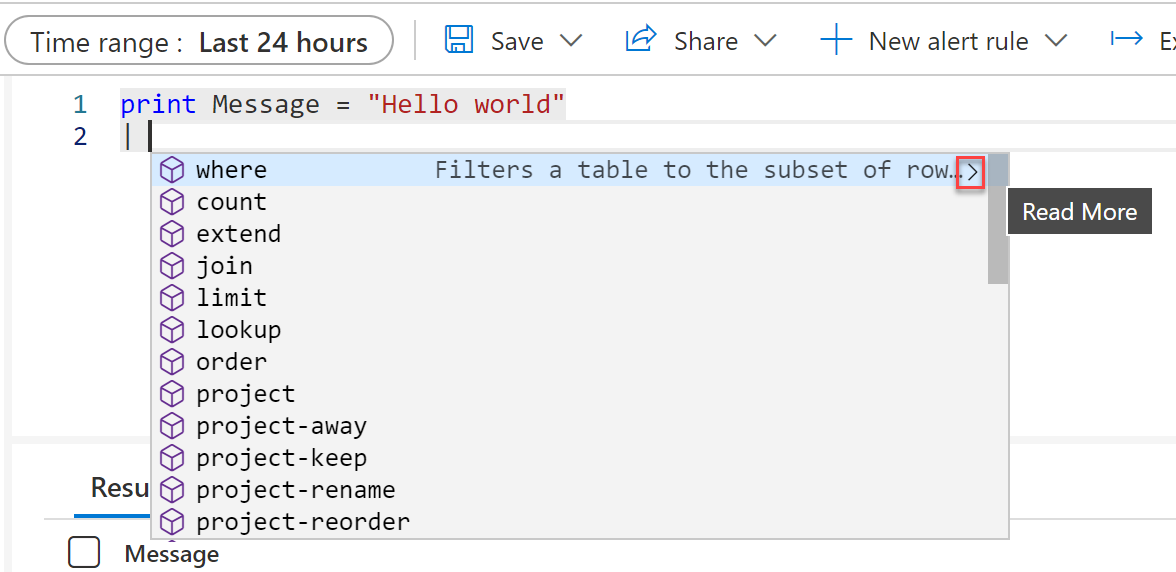 Time range : Last 24 hours Save Share New alert rule Ex
1 print Message = "Hello world"
2 |
where Filters a table to the subset of row…
count
extend
Read More
join
limit
lookup
order
project
project-away
project-keep
project-rename
project-reorder
Resu
Message